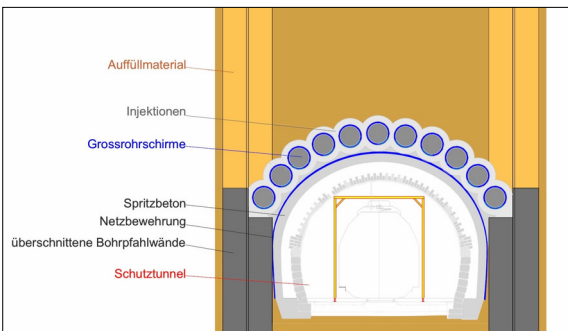 Auffüllmaterial
Injektionen
Grossrohrschirme
Spritzbeton
Netzbewehrung
überschnittene Bohrpfahlwände
Schutztunnel